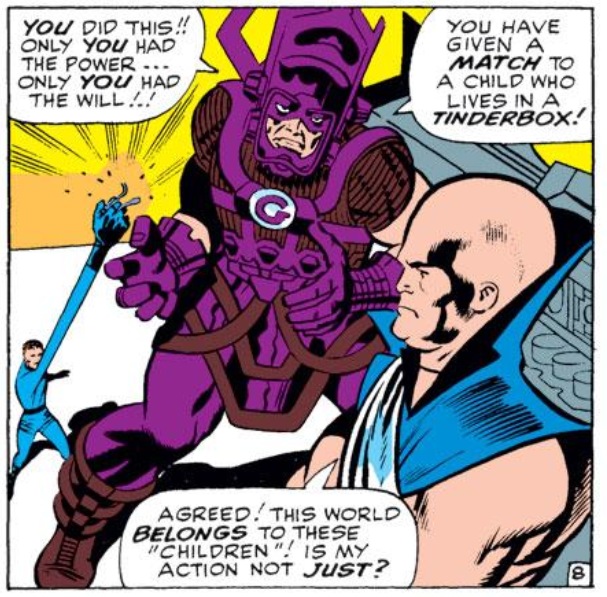 YOU DID THIS!!
ONLY YOU HAD
THE POWER ---
ONLY YOU HAD
THE WILL!!
YOU HAVE
GIVEN A
MATCH TO
A CHILD WHO
LIVES IN A
TINDERBOX!
G
AGREED! THIS WORLD
BELONGS TO THESE
"CHILDREN"! IS MY
ACTION NOT JUST?
8